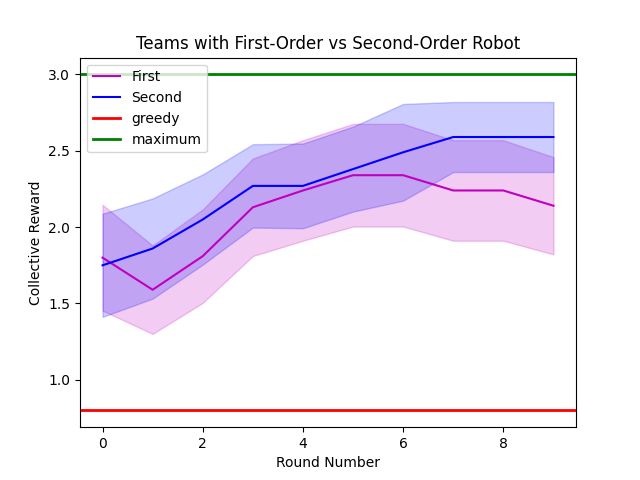 Teams with First-Order vs Second-Order Robot
First
Second
greedy
maximum
3.0
2.5
2.0
1.5
1.0
Collective Reward
0 2 4 6 8
Round Number